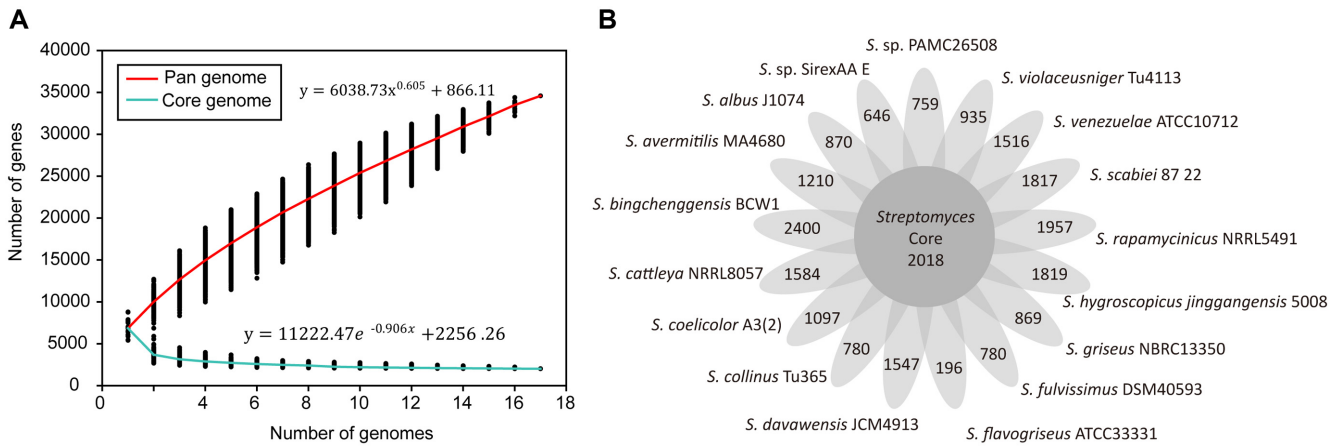 A
40000
35000
30000
25000
20000
15000
10000
5000
0
Number of genes
Pan genome
Core genome
y = 6038.73x^0.605 + 866.11
y = 11222.47e ^-0.906x +2256 .26
0 2 4 6 8 10 12 14 16 18
Number of genomes
B
S. sp. PAMC26508
759
S. violaceusniger Tu4113
935
S. venezuelae ATCC10712
1516
S. scabiei 87 22
1817
S. rapamycinicus NRRL5491
1957
S. hygroscopicus jinggangensis 5008
1819
S. griseus NBRC13350
869
S. fulvissimus DSM40593
780
S. flavogriseus ATCC33331
196
S. davawensis JCM4913
1547
S. collinus Tu365
780
S. coelicolor A3(2)
1097
S. cattleya NRRL8057
1584
S. bingchenggensis BCW1
2400
S. avermitilis MA4680
1210
S. albus J1074
870
S. sp. SirexAA E
646
Streptomyces
Core
2018